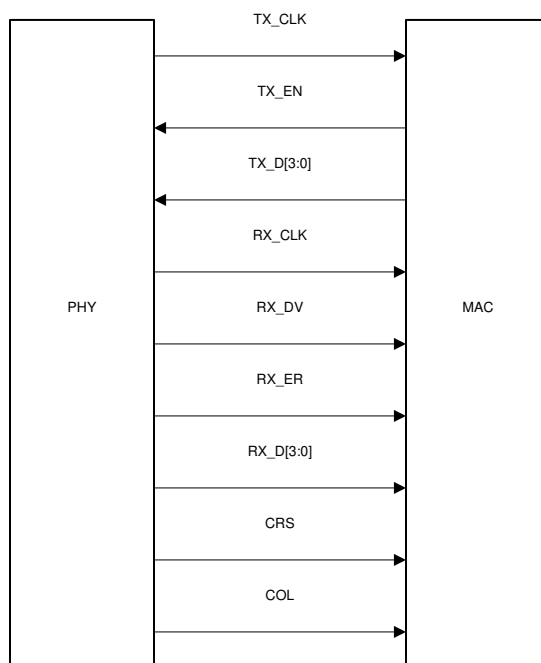 TX_CLK
TX_EN
TX_D[3:0]
RX_CLK
PHY
RX_DV
MAC
RX_ER
RX_D[3:0]
CRS
COL